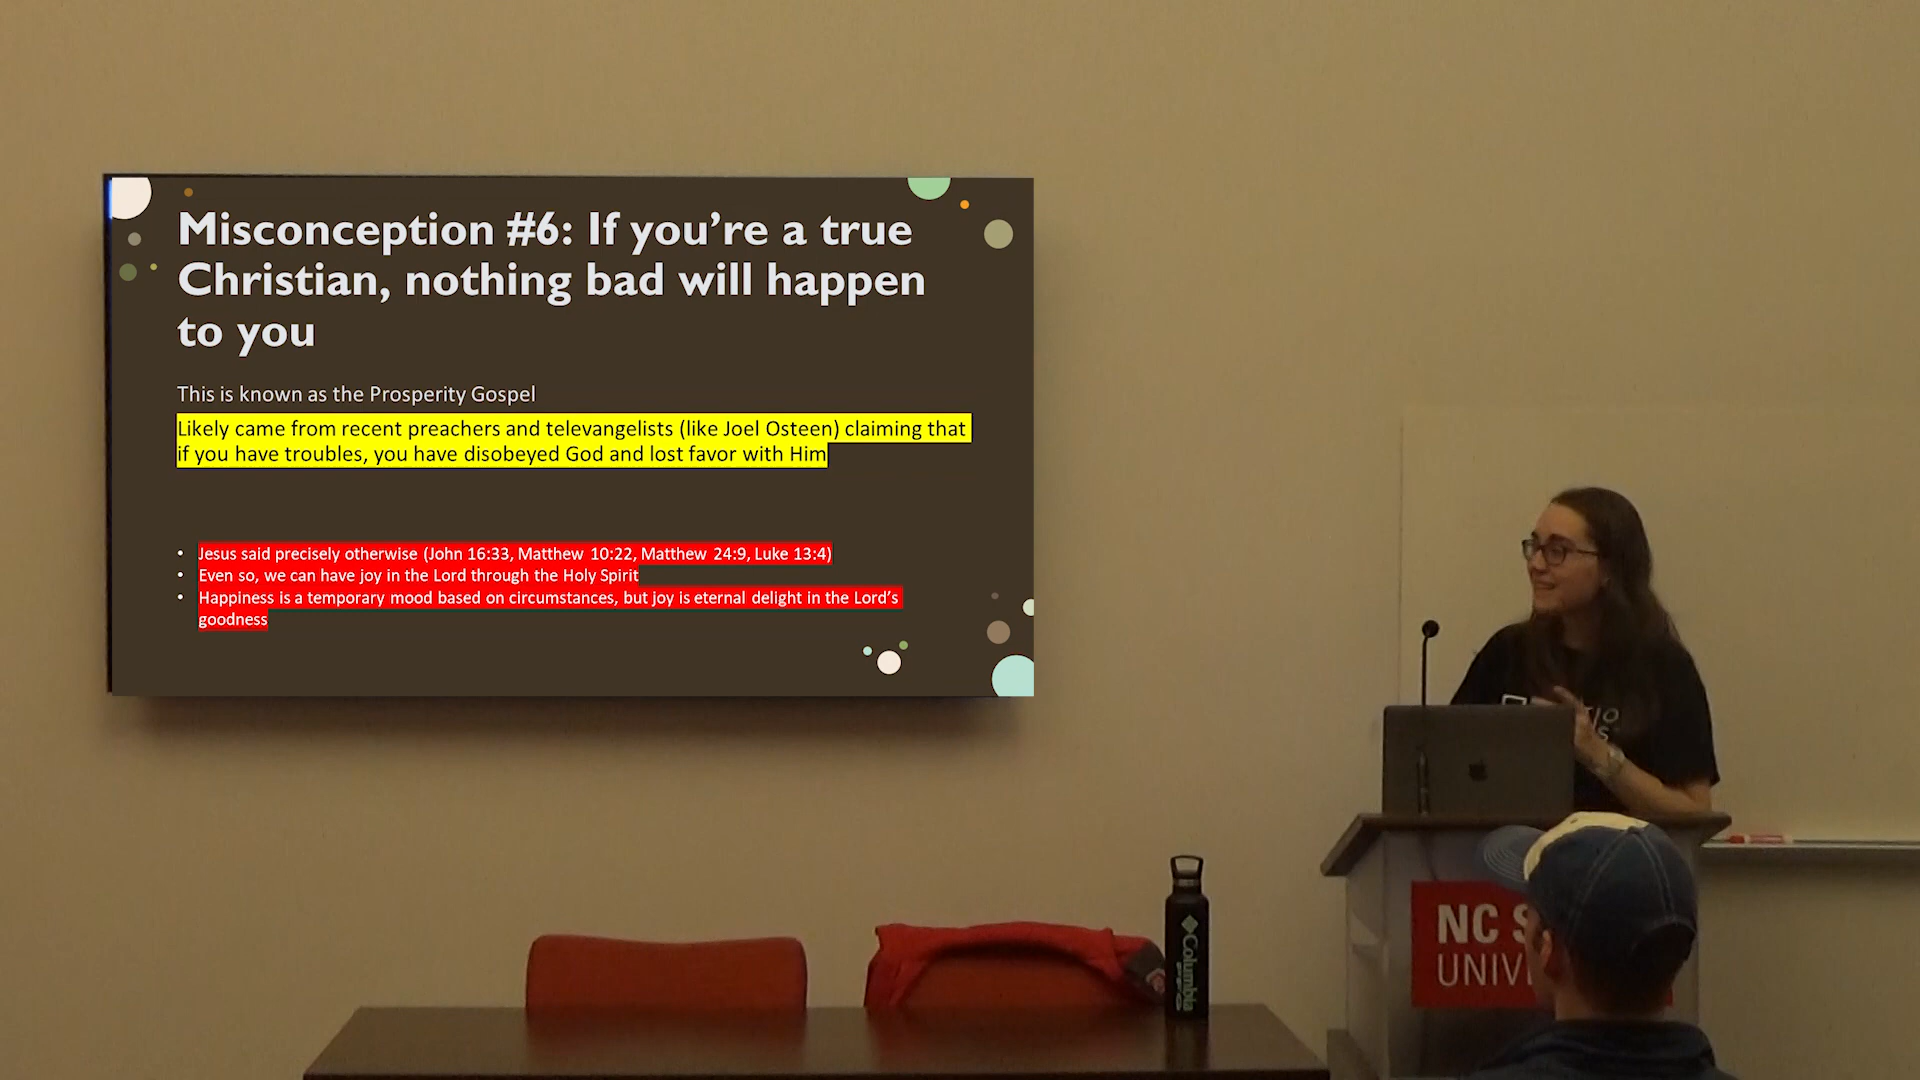 Misconception #6: If you’re a true
Christian, nothing bad will happen
to you
This is known as the Prosperity Gospel
Likely came from recent preachers and televangelists (like Joel Osteen) claiming that
if you have troubles, you have disobeyed God and lost favor with Him
• Jesus said precisely otherwise (John 16:33, Matthew 10:22, Matthew 24:9, Luke 13:4)
• Even so, we can have joy in the Lord through the Holy Spirit
• Happiness is a temporary mood based on circumstances, but joy is eternal delight in the Lord’s
goodness
Columbia
NC S
UNIV